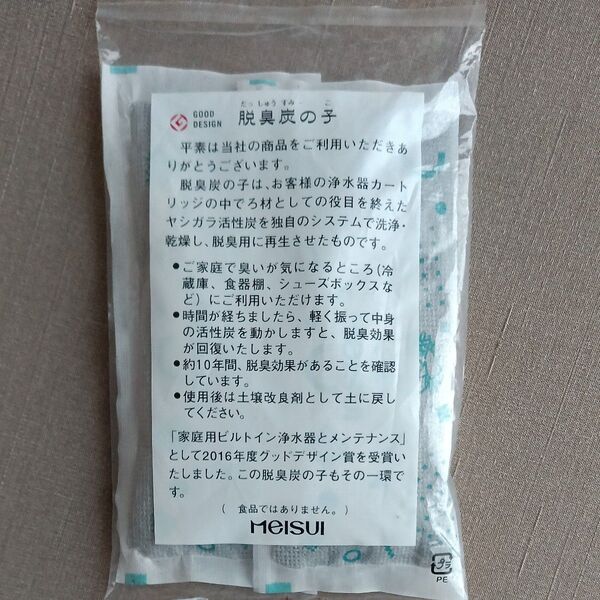 GOOD
DESIGN
だっしゅうすみ こ
脱臭炭の子
平素は当社の商品をご利用いただきあ
りがとうございます。
脱臭炭の子は、お客様の浄水器カート
リッジの中でろ材としての役目を終えた
ヤシガラ活性炭を独自のシステムで洗浄・
乾燥し、脱臭用に再生させたものです。
●ご家庭で臭いが気になるところ(冷
蔵庫、食器棚、シューズボックスな
ど)にご利用いただけます。
●時間が経ちましたら、軽く振って中身
の活性炭を動かしますと、脱臭効果
が回復いたします。
●約10年間、脱臭効果があることを確認
しています。
●使用後は土壌改良剤として土に戻し
てください。
「家庭用ビルトイン浄水器とメンテナンス」
として2016年度グッドデザイン賞を受賞い
たしました。この脱臭炭の子もその一環で
す。
( 食品ではありません。)
MeISUI
プラ
PE